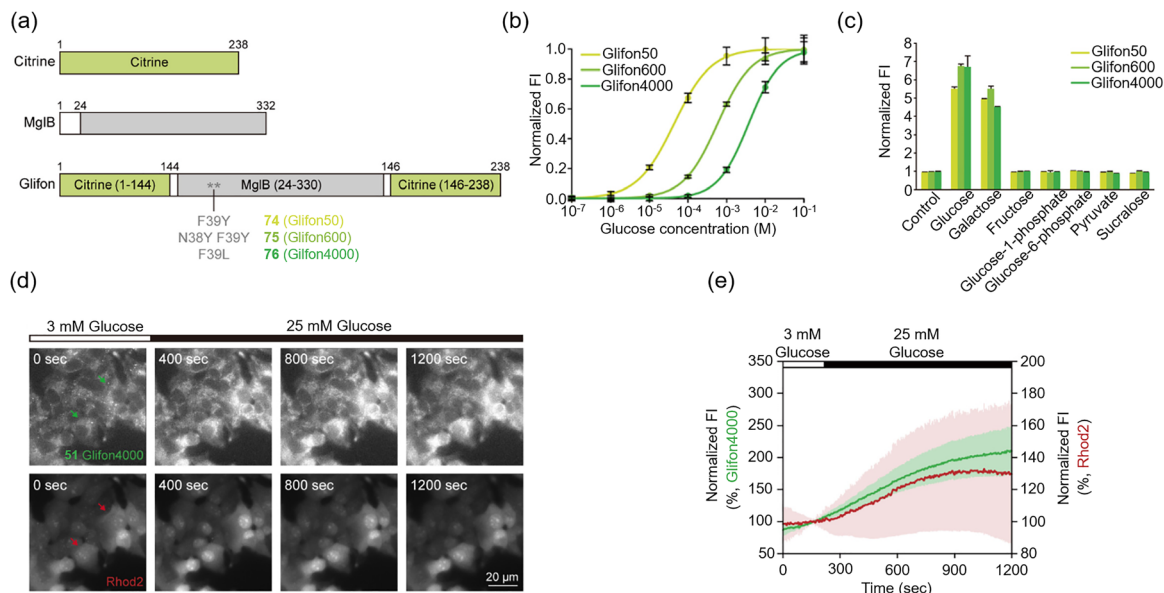 (a)
1 238
Citrine Citrine
1 24 332
MglB
1 144 146 238
Glifon Citrine (1-144) MglB (24-330) Citrine (146-238)
**
F39Y 74 (Glifon50)
N38Y F39Y 75 (Glifon600)
F39L 76 (Gilfon4000)
(b)
Normalized FI
1.0
0.8
0.6
0.4
0.2
0.0
Glifon50
Glifon600
Glifon4000
10-7 10-6 10-5 10-4 10-3 10-2 10-1
Glucose concentration (M)
(c)
Normalized FI
8
7
6
5
4
3
2
1
0
Glifon50
Glifon600
Glifon4000
Control
Glucose
Galactose
Fructose
Glucose-1-phosphate
Glucose-6-phosphate
Pyruvate
Sucralose
(d)
3 mM Glucose 25 mM Glucose
0 sec 400 sec 800 sec 1200 sec
51 Glifon4000
0 sec 400 sec 800 sec 1200 sec
Rhod2
20 µm
(e)
3 mM 25 mM
Glucose Glucose
Normalized FI
(%, Glifon4000)
350
300
250
200
150
100
50
200
180
160
140
120
100
80
Normalized FI
(%, Rhod2)
0 300 600 900 1200
Time (sec)